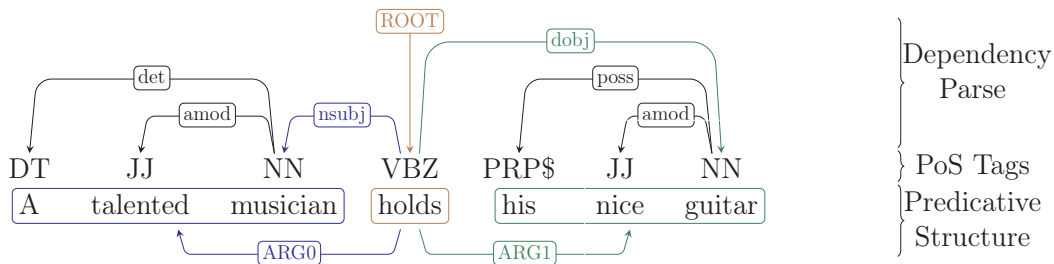 ROOT
dobj
Dependency
det
poss
Parse
amod
nsubj
amod
DT JJ NN VBZ PRP$ JJ NN
PoS Tags
A talented musician holds his nice guitar
Predicative
Structure
ARG0
ARG1